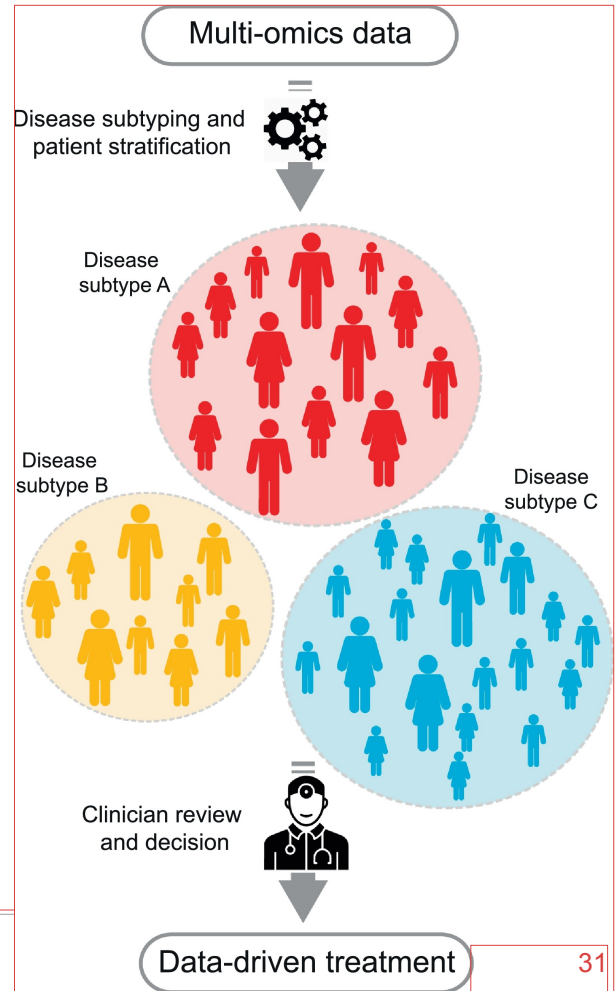 Multi-omics data
Disease subtyping and
patient stratification
Disease
subtype A
Disease
subtype B
Disease
subtype C
Clinician review
and decision
Data-driven treatment
31